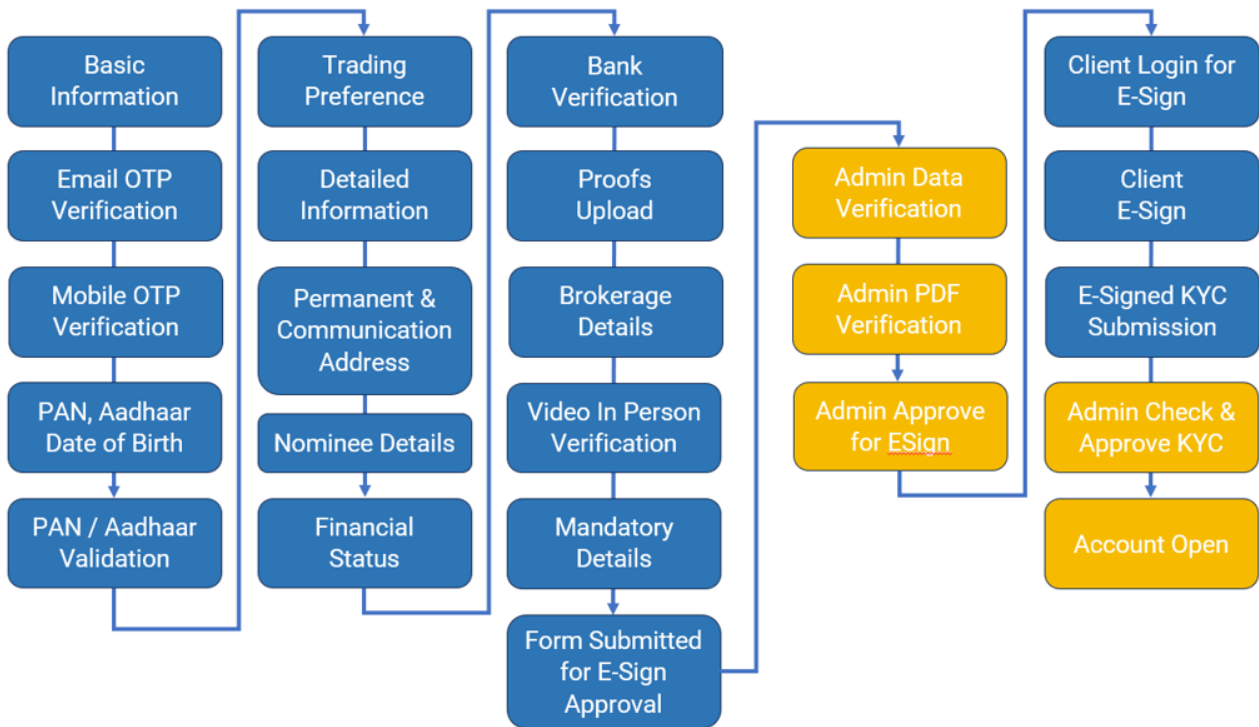 Basic
Information
Email OTP
Verification
Mobile OTP
Verification
PAN, Aadhaar
Date of Birth
PAN / Aadhaar
Validation
Trading
Preference
Detailed
Information
Permanent &
Communication
Address
Nominee Details
Financial
Status
Bank
Verification
Proofs
Upload
Brokerage
Details
Video In Person
Verification
Mandatory
Details
Form Submitted
for E-Sign
Approval
Admin Data
Verification
Admin PDF
Verification
Admin Approve
for ESign
Client Login for
E-Sign
Client
E-Sign
E-Signed KYC
Submission
Admin Check &
Approve KYC
Account Open